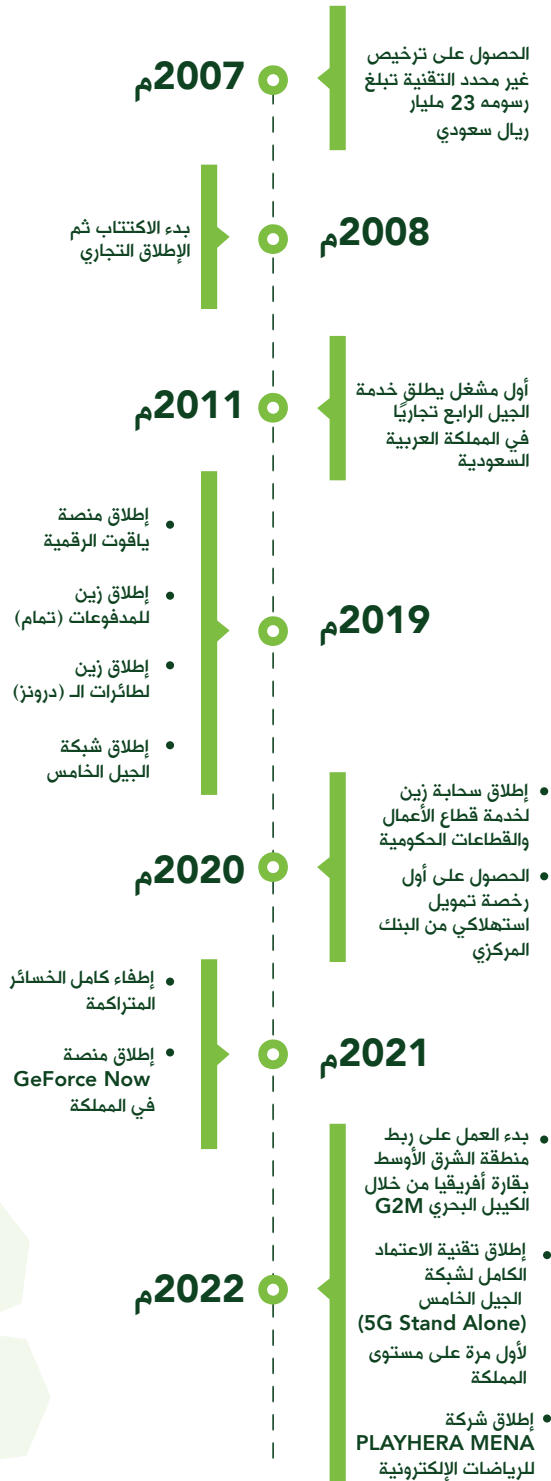 2007م
الحصول على ترخيص
غير محدد التقنية تبلغ
رسومه 23 مليار
ريال سعودي
2008م
بدء الاكتتاب ثم
الإطلاق التجاري
2011م
أول مشغل يطلق خدمة
الجيل الرابع تجاريًا
في المملكة العربية
السعودية
2019م
• إطلاق منصة
ياقوت الرقمية
• إطلاق زين
للمدفوعات (تمام)
• إطلاق زين
لطائرات الـ (درونز)
• إطلاق شبكة
الجيل الخامس
2020م
• إطلاق سحابة زين
لخدمة قطاع الأعمال
والقطاعات الحكومية
• الحصول على أول
رخصة تمويل
استهلاكي من البنك
المركزي
2021م
• إطفاء كامل الخسائر
المتراكمة
• إطلاق منصة
GeForce Now
في المملكة
2022م
• بدء العمل على ربط
منطقة الشرق الأوسط
بقارة أفريقيا من خلال
الكيبل البحري G2M
• إطلاق تقنية الاعتماد
الكامل لشبكة
الجيل الخامس
(5G Stand Alone)
لأول مرة على مستوى
المملكة
• إطلاق شركة
PLAYHERA MENA
للرياضات الإلكترونية